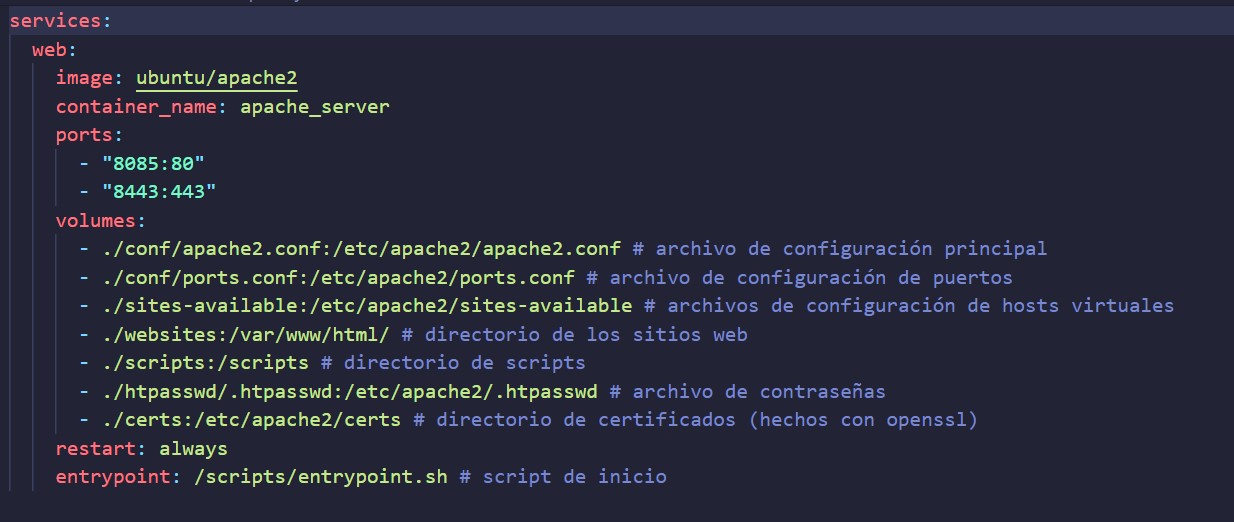 services:
  web:
    image: ubuntu/apache2
    container_name: apache_server
    ports:
      - "8085:80"
      - "8443:443"
    volumes:
      - ./conf/apache2.conf:/etc/apache2/apache2.conf # archivo de configuración principal
      - ./conf/ports.conf:/etc/apache2/ports.conf # archivo de configuración de puertos
      - ./sites-available:/etc/apache2/sites-available # archivos de configuración de hosts virtuales
      - ./websites:/var/www/html/ # directorio de los sitios web
      - ./scripts:/scripts # directorio de scripts
      - ./htpasswd/.htpasswd:/etc/apache2/.htpasswd # archivo de contraseñas
      - ./certs:/etc/apache2/certs # directorio de certificados (hechos con openssl)
    restart: always
    entrypoint: /scripts/entrypoint.sh # script de inicio